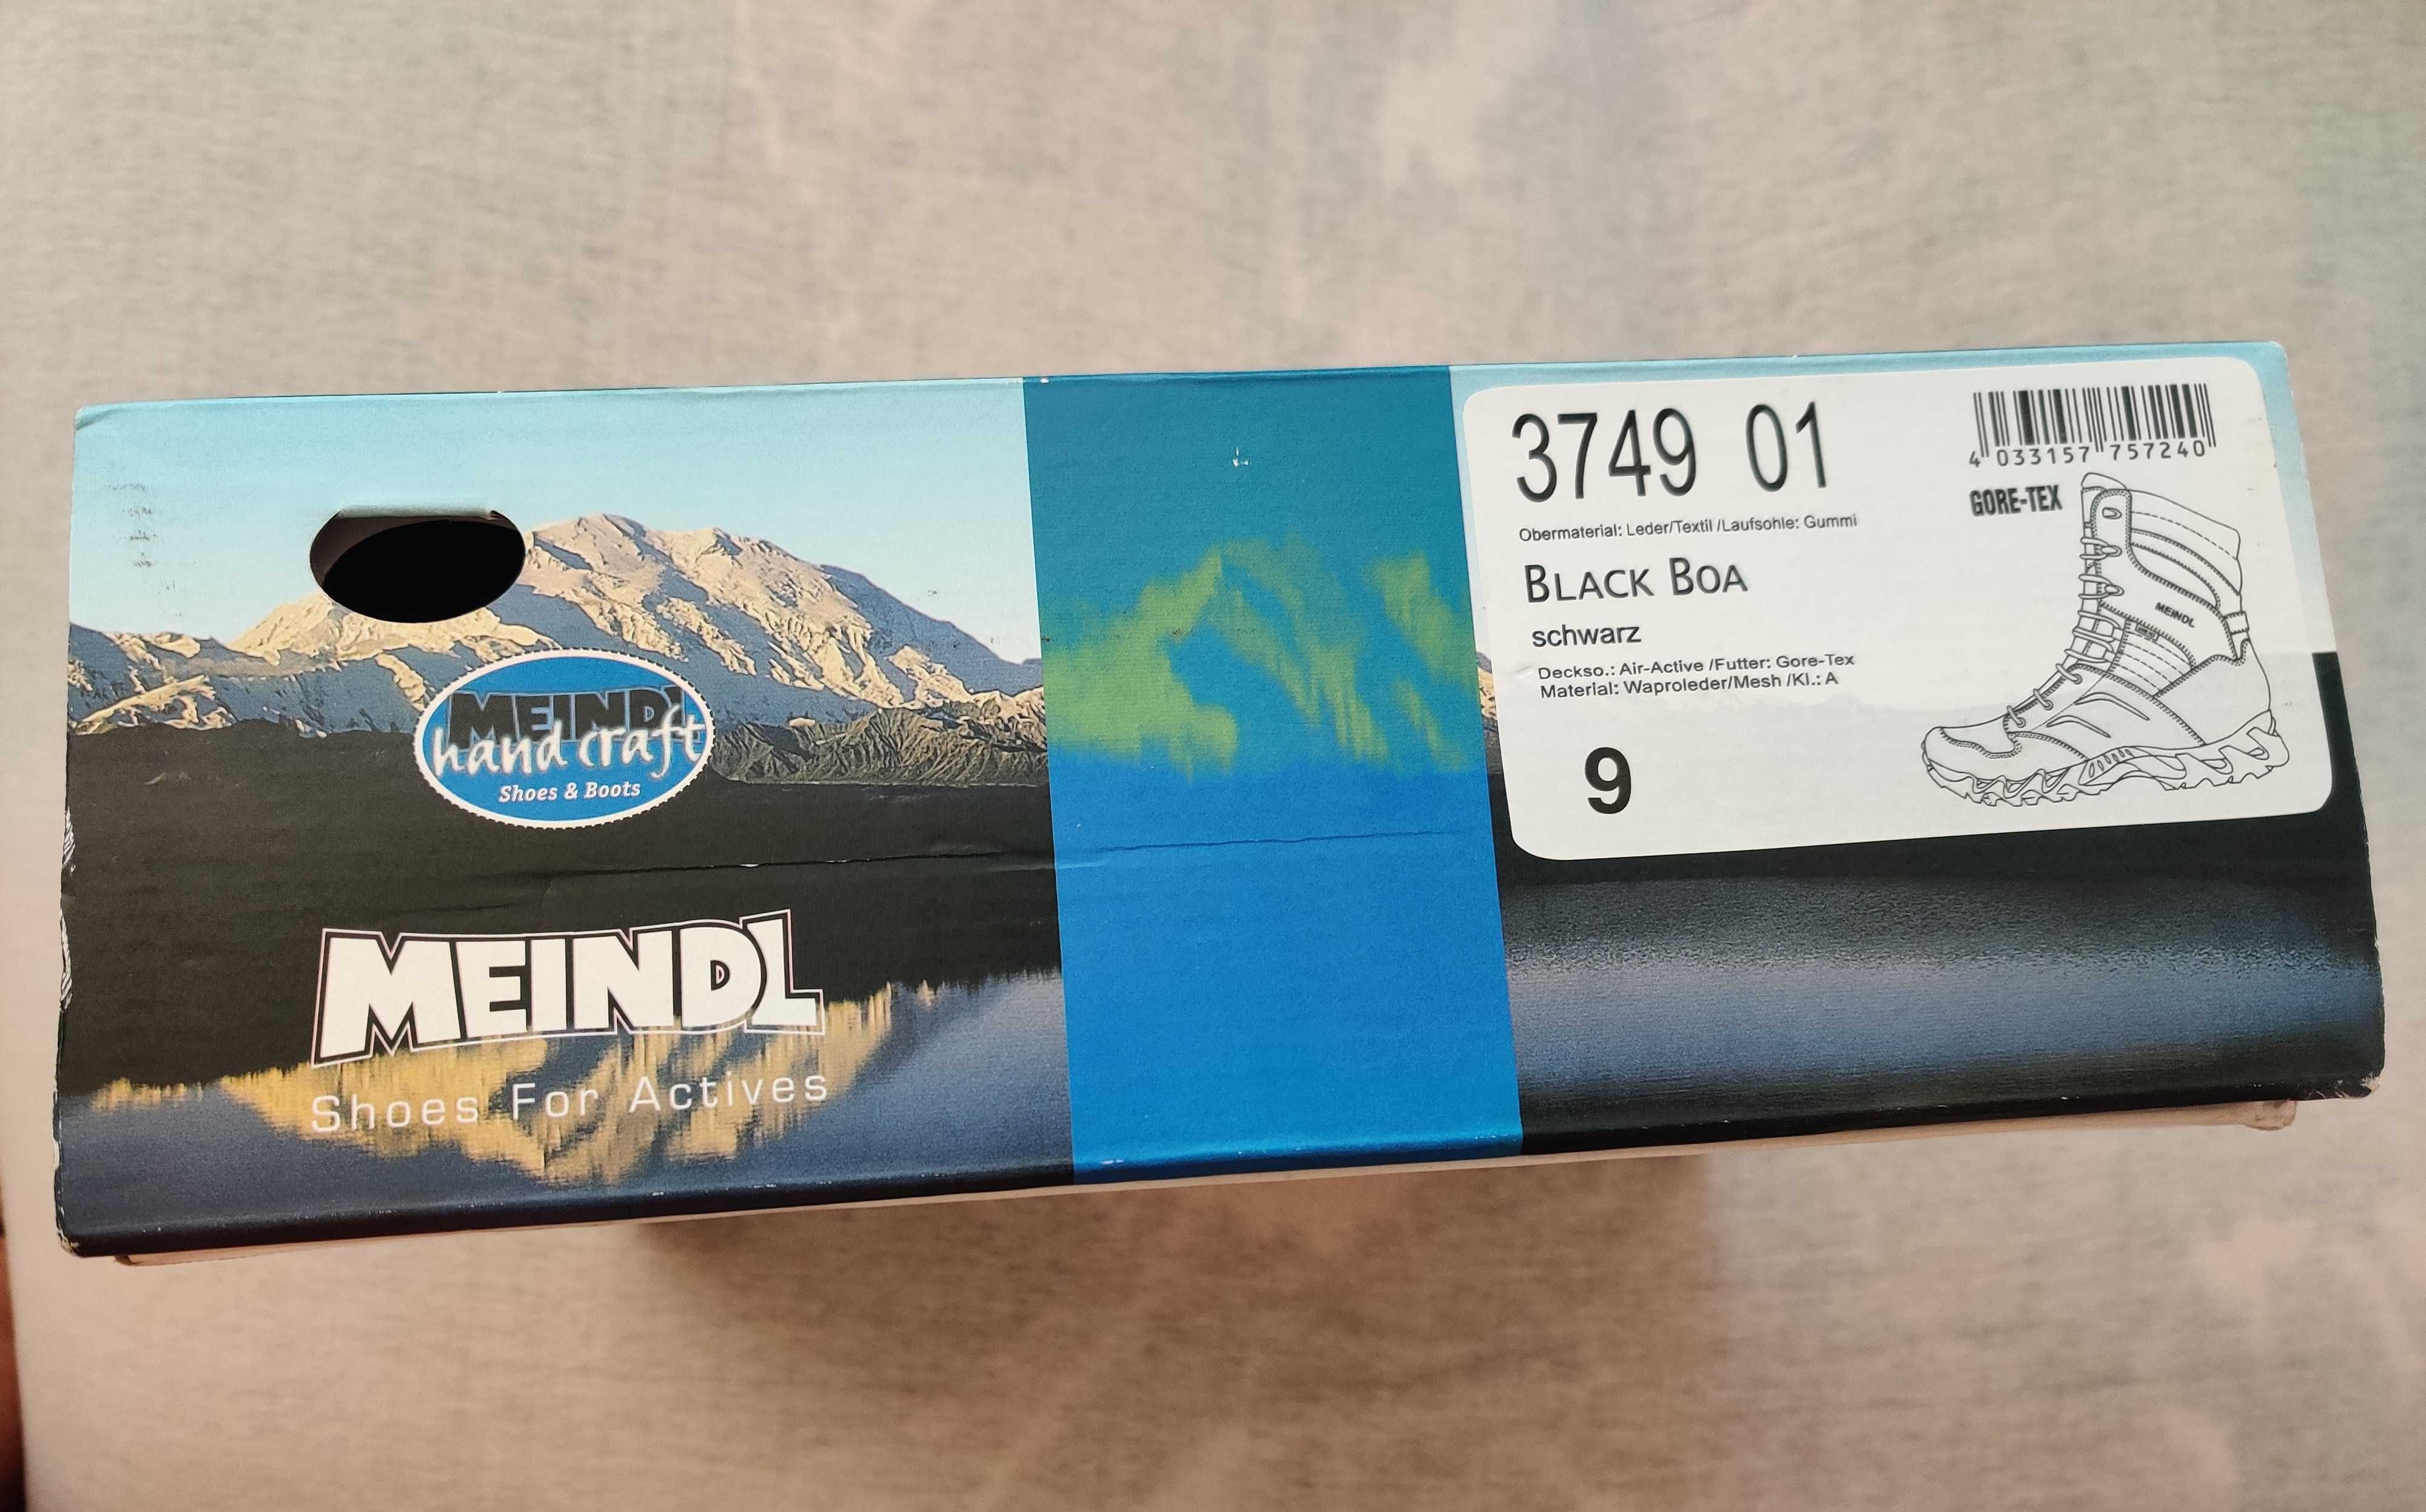 MEINDL
hand craft
Shoes & Boots
MEINDL
Shoes For Actives
3749 01
Obermaterial: Leder/Textil /Laufsohle: Gummi
BLACK BOA
schwarz
Deckso.: Air-Active /Futter: Gore-Tex
Material: Waproleder/Mesh /Kl.: A
9
4 033157 757240
GORE-TEX
MEINDL